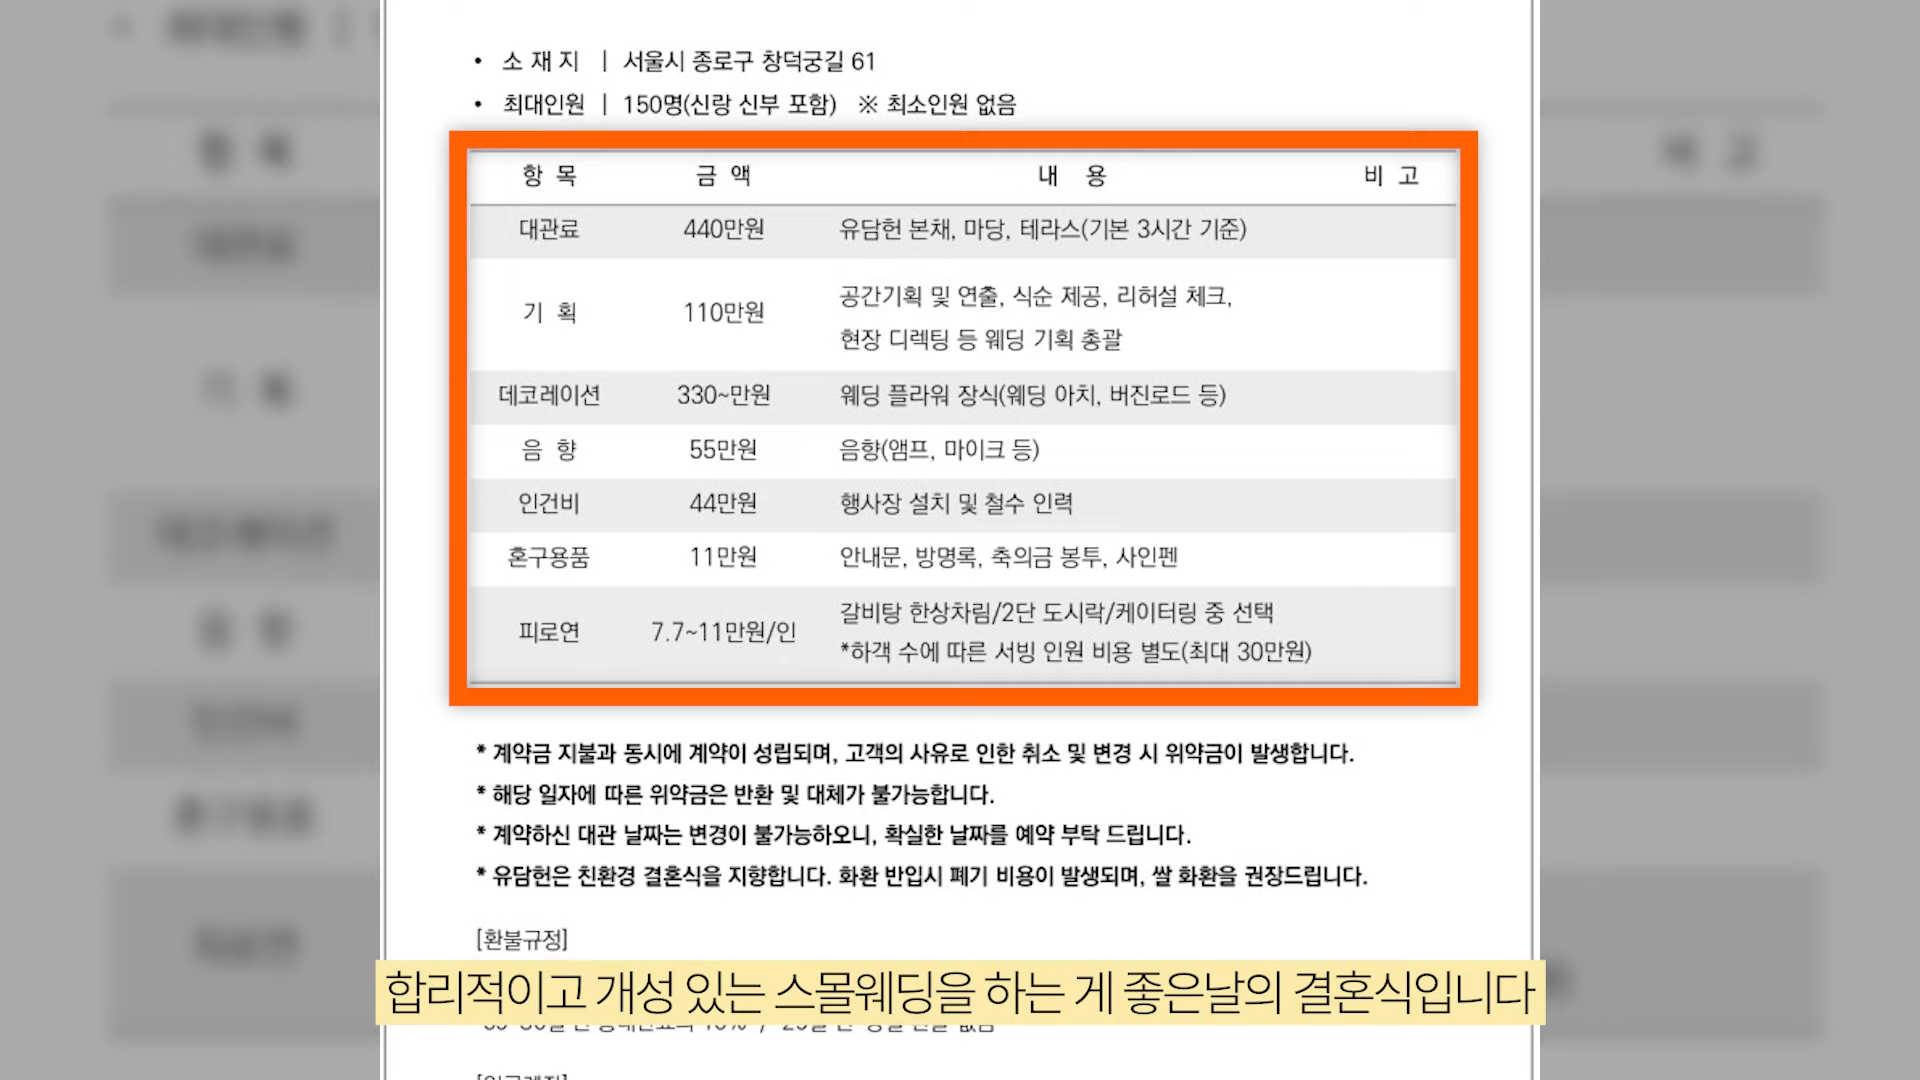 • 소 재 지 | 서울시 종로구 창덕궁길 61
• 최대인원 | 150명(신랑 신부 포함) ※ 최소인원 없음
항 목 금 액 내 용 비 고
대관료 440만원 유담헌 본채, 마당, 테라스(기본 3시간 기준)
기 획 110만원 공간기획 및 연출, 식순 제공, 리허설 체크,
현장 디렉팅 등 웨딩 기획 총괄
데코레이션 330~만원 웨딩 플라워 장식(웨딩 아치, 버진로드 등)
음 향 55만원 음향(앰프, 마이크 등)
인건비 44만원 행사장 설치 및 철수 인력
혼구용품 11만원 안내문, 방명록, 축의금 봉투, 사인펜
피로연 7.7~11만원/인 갈비탕 한상차림/2단 도시락/케이터링 중 선택
*하객 수에 따른 서빙 인원 비용 별도(최대 30만원)
* 계약금 지불과 동시에 계약이 성립되며, 고객의 사유로 인한 취소 및 변경 시 위약금이 발생합니다.
* 해당 일자에 따른 위약금은 반환 및 대체가 불가능합니다.
* 계약하신 대관 날짜는 변경이 불가능하오니, 확실한 날짜를 예약 부탁 드립니다.
* 유담헌은 친환경 결혼식을 지향합니다. 화환 반입시 폐기 비용이 발생되며, 쌀 화환을 권장드립니다.
[환불규정]
합리적이고 개성 있는 스몰웨딩을 하는 게 좋은날의 결혼식입니다